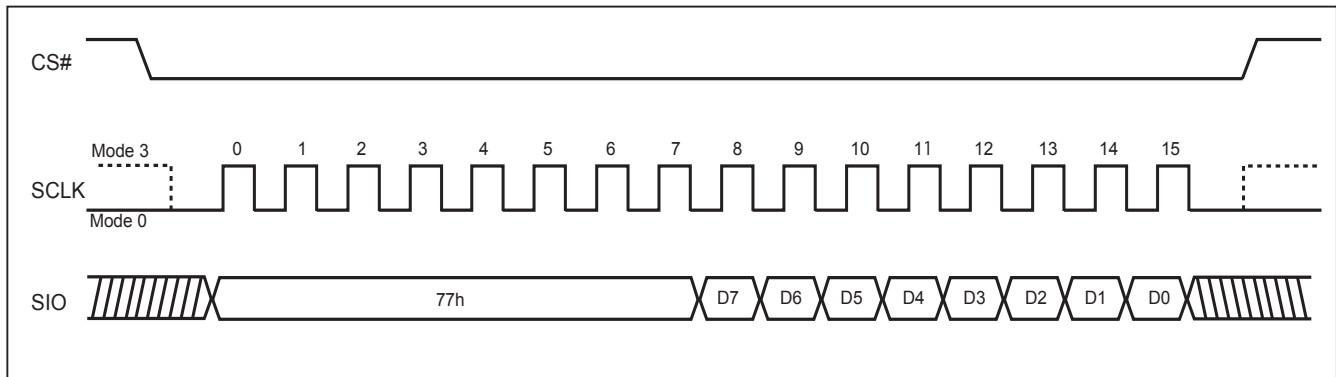 CS#
Mode 3
0 1 2 3 4 5 6 7 8 9 10 11 12 13 14 15
SCLK
Mode 0
SIO
77h D7 D6 D5 D4 D3 D2 D1 D0